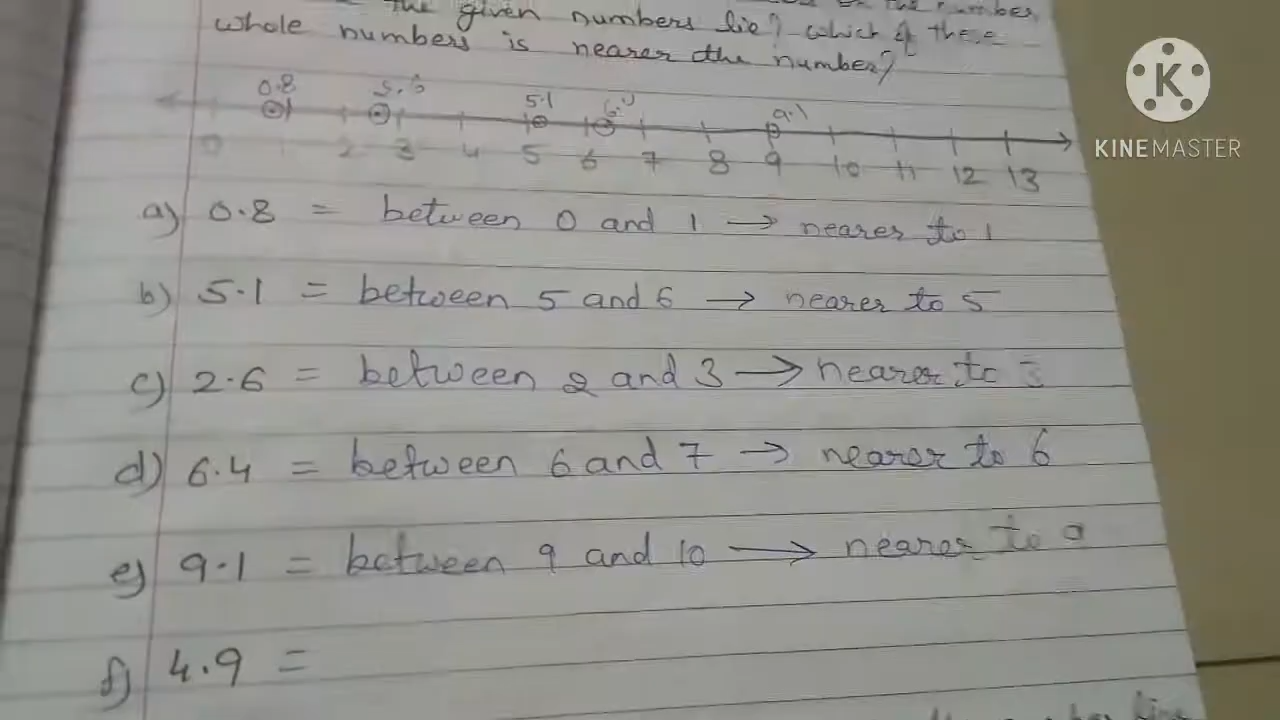 the given numbers lie? which of these
whole numbers is nearer the number?
0.8 5.1 9.1
0 2 3 4 5 6 7 8 9 10 11 12 13
a) 0.8 = between 0 and 1 → nearer to 1
b) 5.1 = between 5 and 6 → nearer to 5
c) 2.6 = between 2 and 3 → nearer to 3
d) 6.4 = between 6 and 7 → nearer to 6
e) 9.1 = between 9 and 10 → nearer to 9
f) 4.9 =
K
KINEMASTER